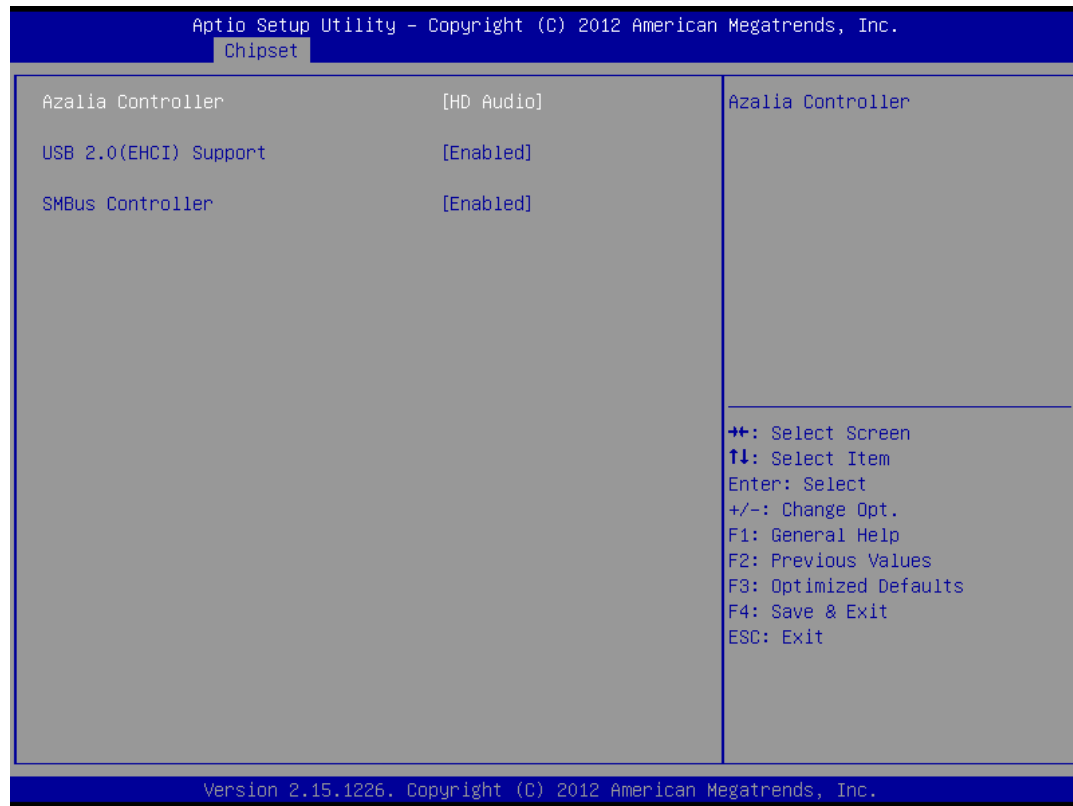 Aptio Setup Utility – Copyright (C) 2012 American Megatrends, Inc.
Chipset
Azalia Controller [HD Audio]
USB 2.0(EHCI) Support [Enabled]
SMBus Controller [Enabled]
Azalia Controller
→←: Select Screen
↑↓: Select Item
Enter: Select
+/-: Change Opt.
F1: General Help
F2: Previous Values
F3: Optimized Defaults
F4: Save & Exit
ESC: Exit
Version 2.15.1226. Copyright (C) 2012 American Megatrends, Inc.